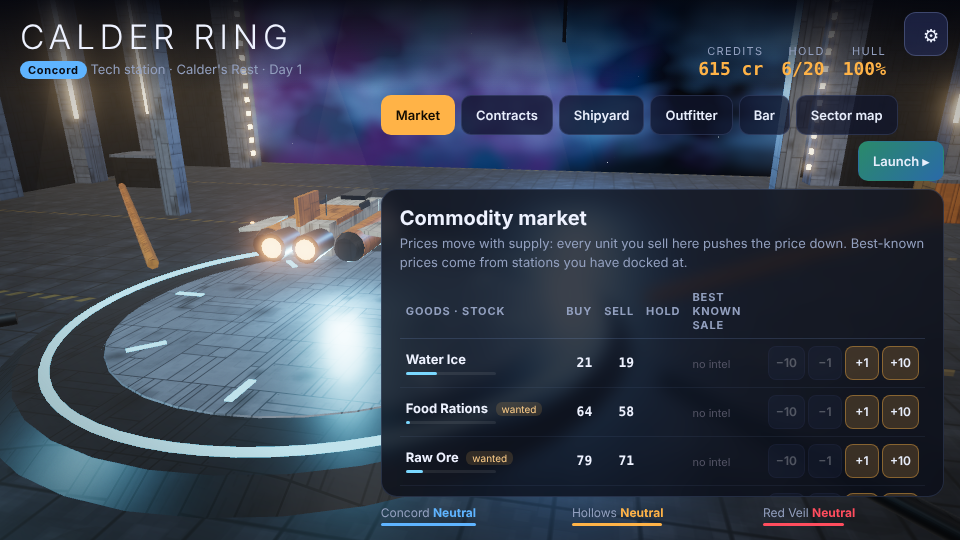 CALDER RING
Concord Tech station · Calder's Rest · Day 1
CREDITS HOLD HULL
615 cr 6/20 100%
⚙
Market Contracts Shipyard Outfitter Bar Sector map
Launch ▸
Commodity market
Prices move with supply: every unit you sell here pushes the price down. Best-known
prices come from stations you have docked at.
GOODS · STOCK BUY SELL HOLD BEST
KNOWN
SALE
Water Ice 21 19 no intel −10 −1 +1 +10
Food Rations wanted 64 58 no intel −10 −1 +1 +10
Raw Ore wanted 79 71 no intel −10 −1 +1 +10
Concord Neutral Hollows Neutral Red Veil Neutral